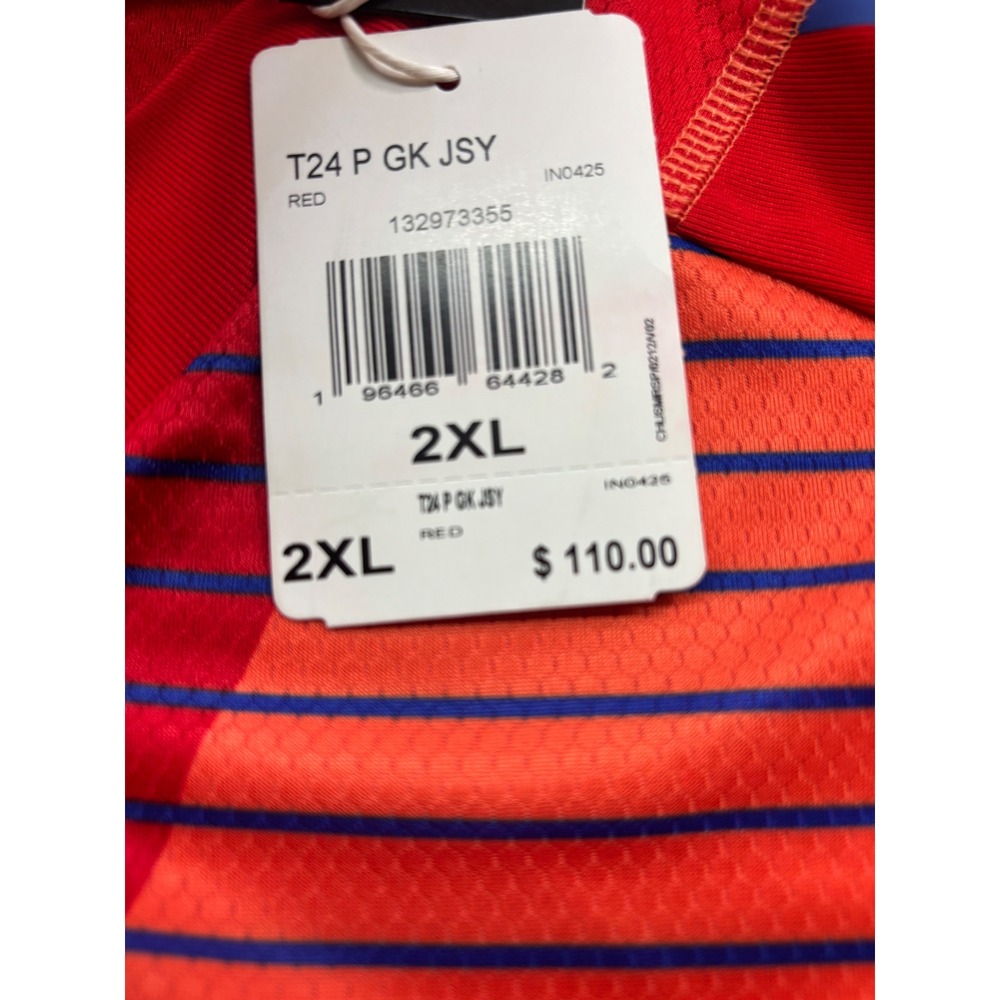 T24 P GK JSY
RED
IN0425
132973355
1 96466 64428 2
2XL
T24 P GK JSY
IN0425
RED
2XL
$ 110.00